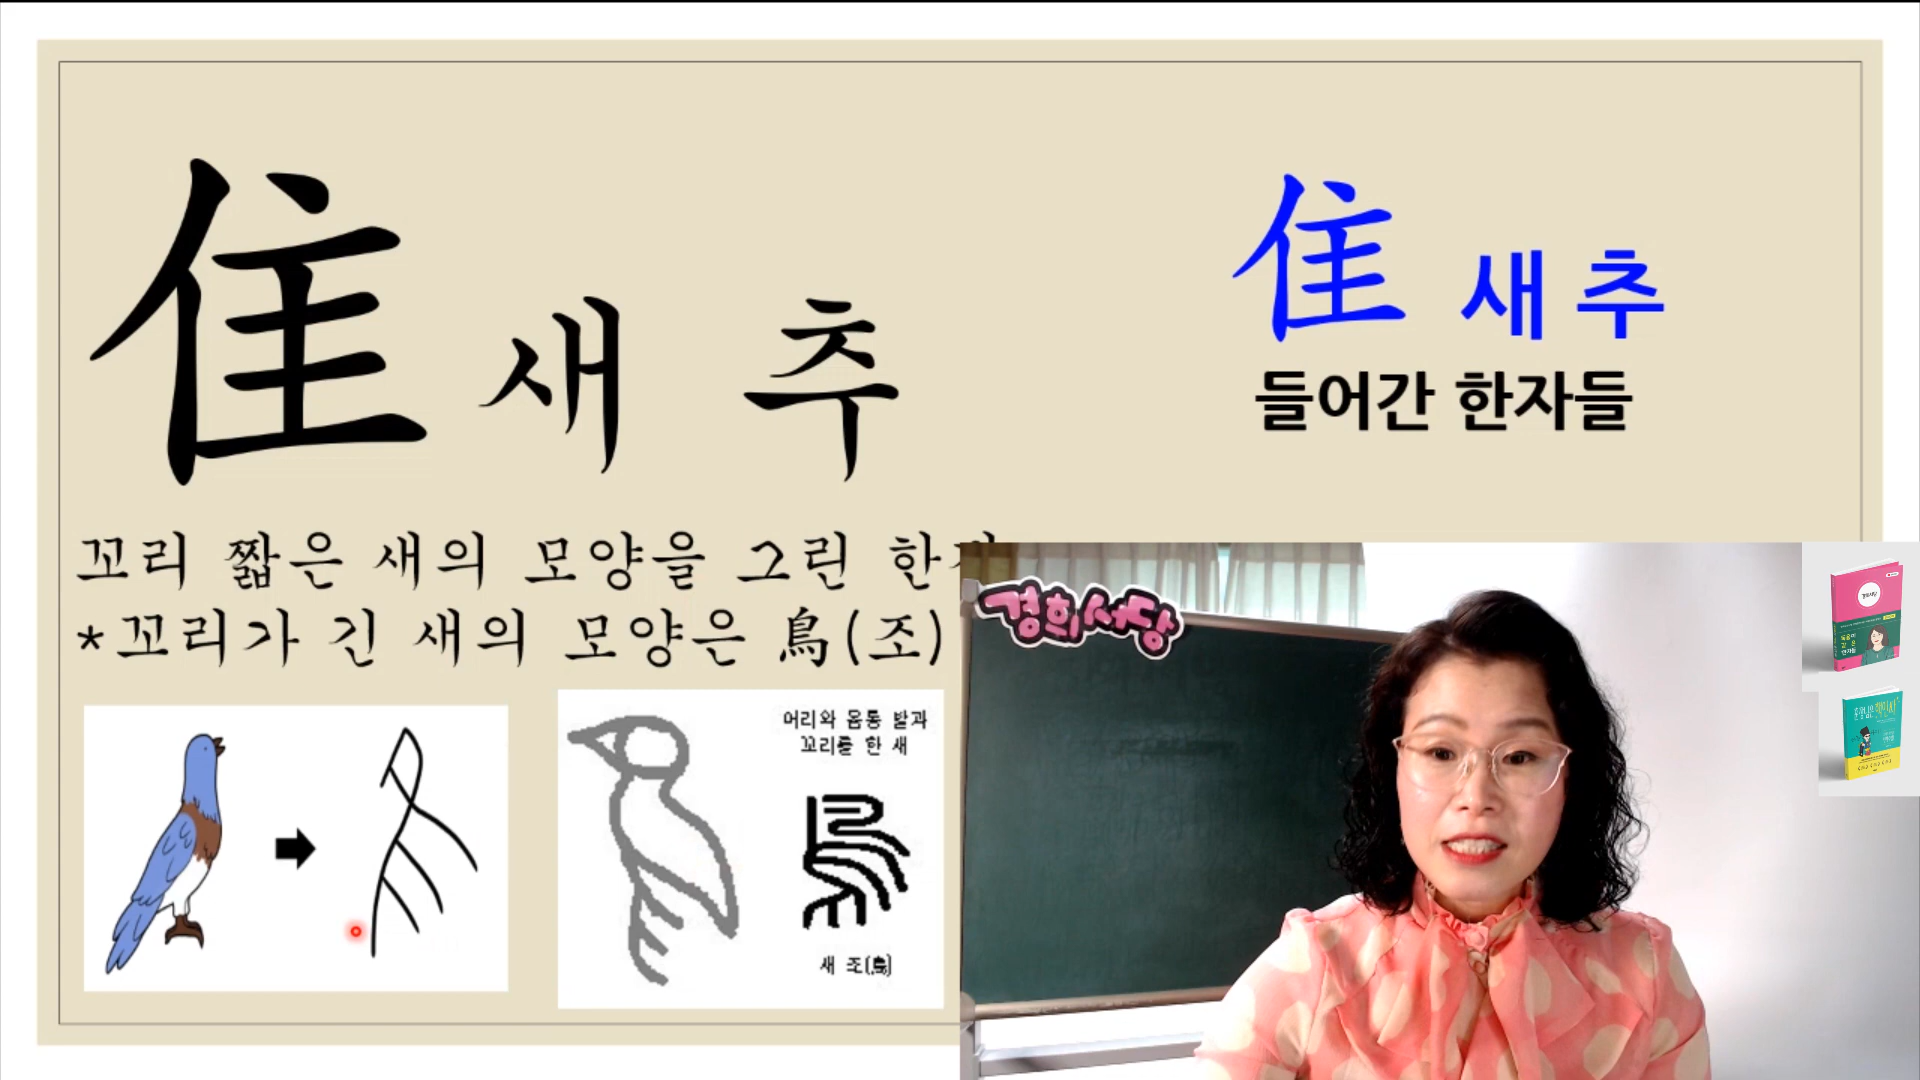 隹 새 추
꼬리 짧은 새의 모양을 그린 한
*꼬리가 긴 새의 모양은 鳥(조)
머리와 몸통 발과
꼬리를 한 새
새 조(鳥)
隹 새 추
들어간 한자들
경희서당